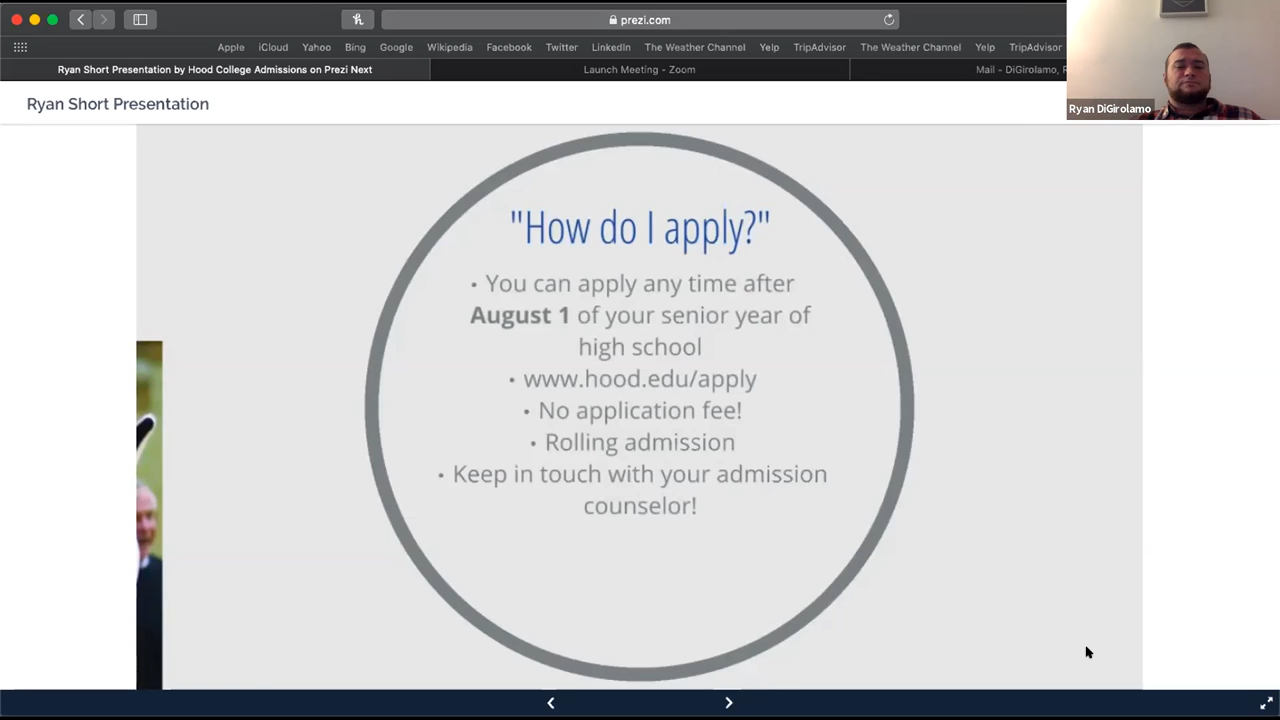 prezi.com
Apple iCloud Yahoo Bing Google Wikipedia Facebook Twitter LinkedIn The Weather Channel Yelp TripAdvisor The Weather Channel Yelp TripAdvisor
Ryan Short Presentation by Hood College Admissions on Prezi Next
Launch Meeting - Zoom
Mail - DiGirolamo, R
Ryan DiGirolamo
Ryan Short Presentation
"How do I apply?"
• You can apply any time after
August 1 of your senior year of
high school
• www.hood.edu/apply
• No application fee!
• Rolling admission
• Keep in touch with your admission
counselor!